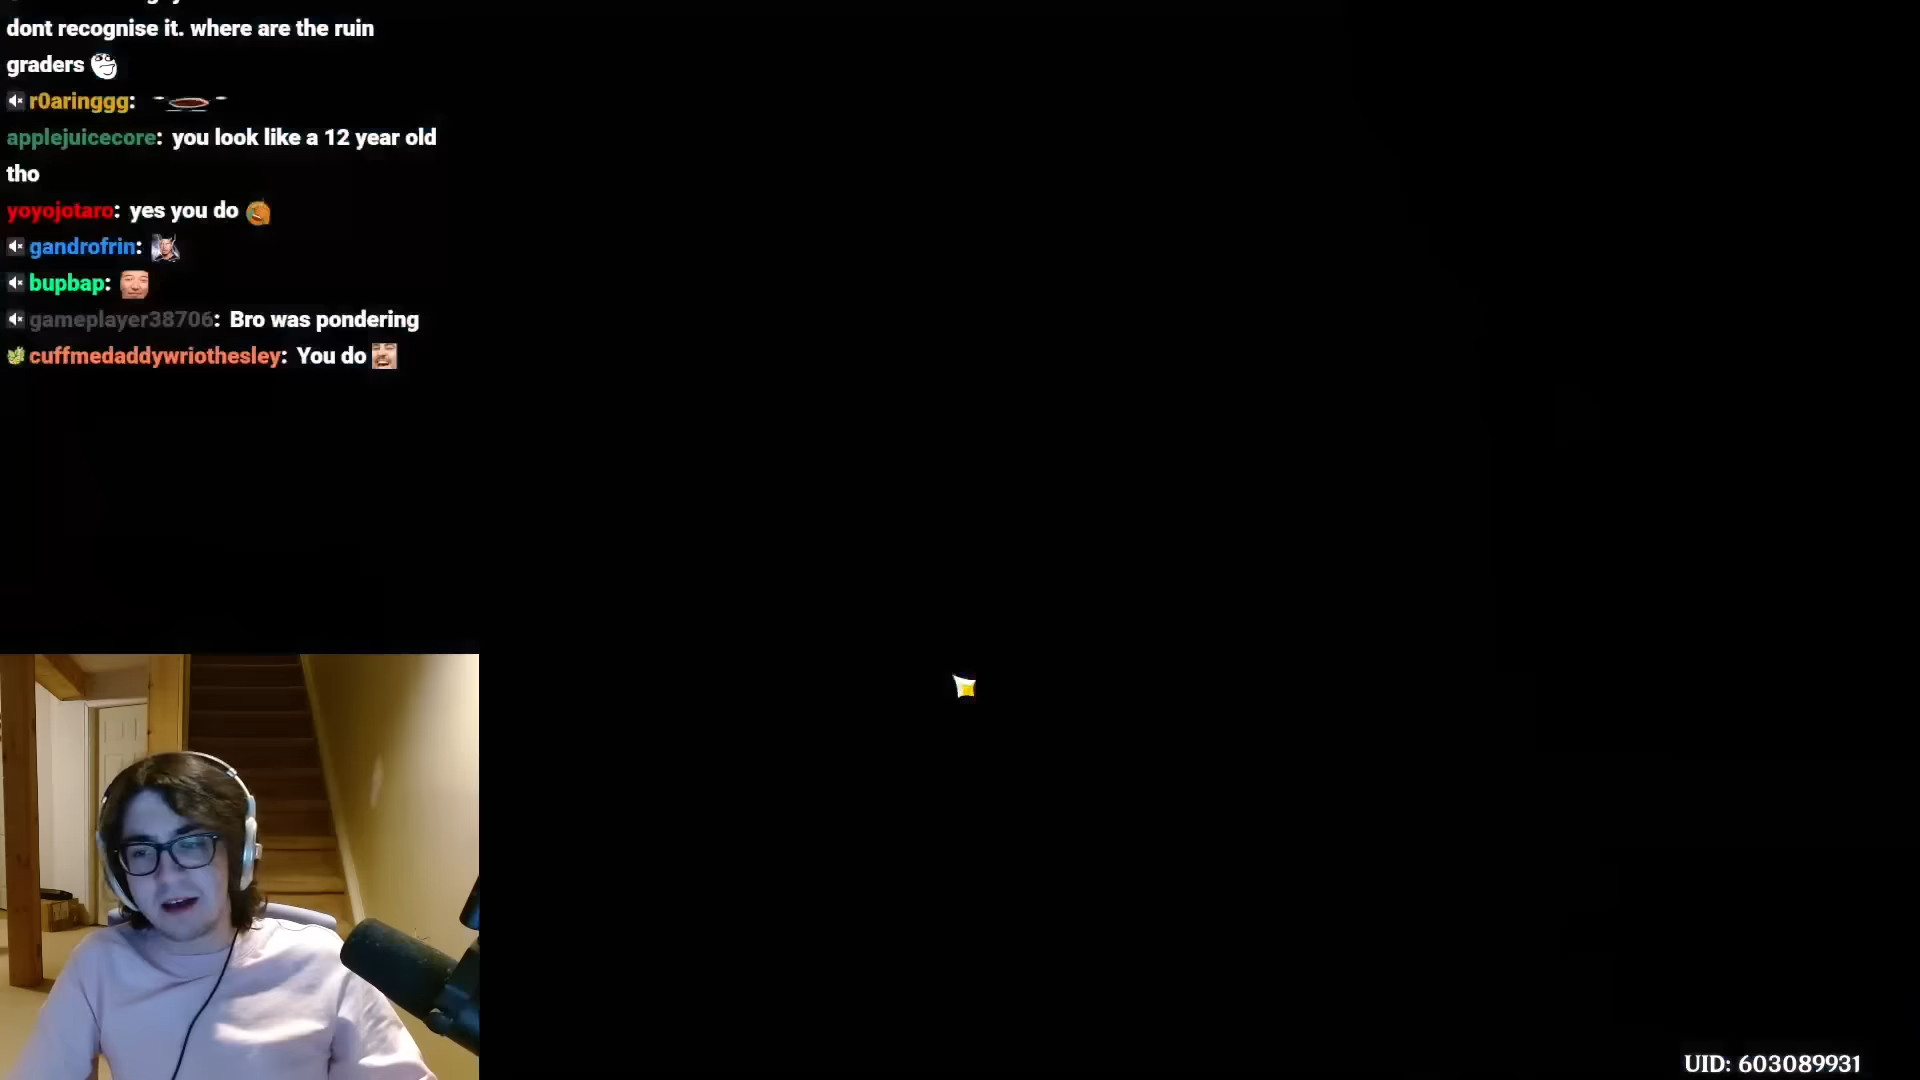 dont recognise it. where are the ruin
graders
r0aringgg:
applejuicecore: you look like a 12 year old
tho
yoyojotaro: yes you do
gandrofrin:
bupbap:
gameplayer38706: Bro was pondering
cuffmedaddywriothesley: You do
UID: 603089931